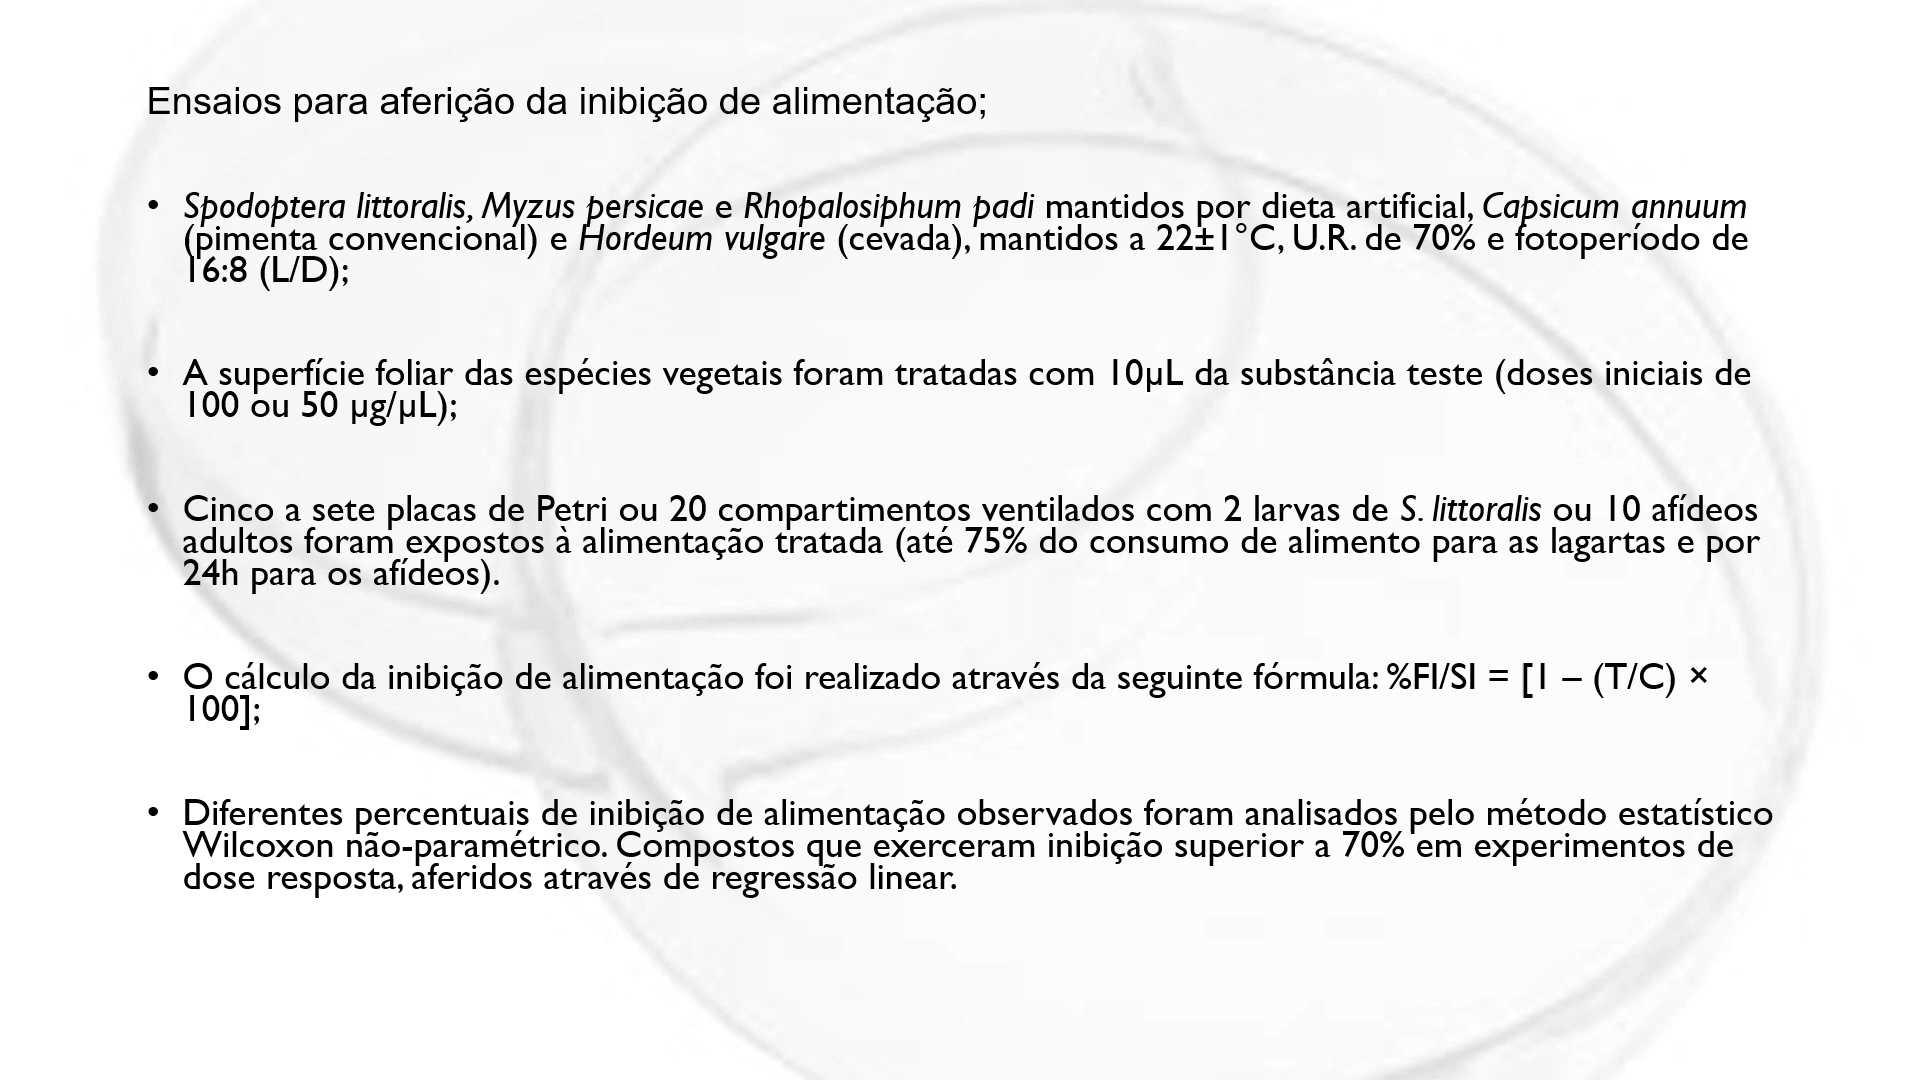 Ensaios para aferição da inibição de alimentação;
• Spodoptera littoralis, Myzus persicae e Rhopalosiphum padi mantidos por dieta artificial, Capsicum annuum
(pimenta convencional) e Hordeum vulgare (cevada), mantidos a 22±1°C, U.R. de 70% e fotoperíodo de
16:8 (L/D);
• A superfície foliar das espécies vegetais foram tratadas com 10µL da substância teste (doses iniciais de
100 ou 50 µg/µL);
• Cinco a sete placas de Petri ou 20 compartimentos ventilados com 2 larvas de S. littoralis ou 10 afídeos
adultos foram expostos à alimentação tratada (até 75% do consumo de alimento para as lagartas e por
24h para os afídeos).
• O cálculo da inibição de alimentação foi realizado através da seguinte fórmula: %FI/SI = [1 – (T/C) ×
100];
• Diferentes percentuais de inibição de alimentação observados foram analisados pelo método estatístico
Wilcoxon não-paramétrico. Compostos que exerceram inibição superior a 70% em experimentos de
dose resposta, aferidos através de regressão linear.